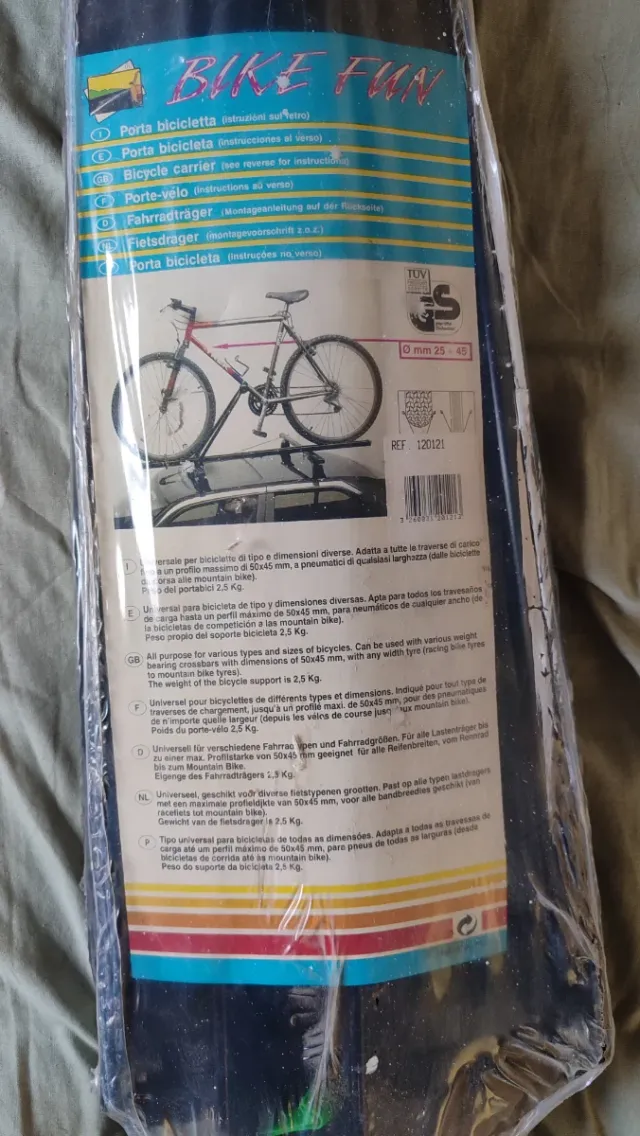 BIKE FUN
I Porta bicicletta (istruzioni sul retro)
E Porta bicicleta (instrucciones al verso)
GB Bicycle carrier (see reverse for instructions)
F Porte-vélo (instructions au verso)
D Fahrradträger (Montageanleitung auf der Rückseite)
NL Fietsdrager (montagevoorschrift z.o.z.)
Porta bicicleta (instruções no verso)
TÜV
GS
Ø mm 25 ÷ 45
REF. 120121
I versale per biciclette di tipo e dimensioni diverse. Adatta a tutte le traverse di carico
a un profilo massimo di 50x45 mm, a pneumatici di qualsiasi larghazza (dalle biciclette
da corsa alle mountain bike).
del portabici 2,5 Kg.
E Universal para bicicleta de tipo y dimensiones diversas. Apta para todos los travesaños
de carga hasta un perfil máximo de 50x45 mm, para neumáticos de cualquier ancho (de
la bicicletas de competición a las mountain bike).
Peso propio del soporte bicicleta 2,5 Kg.
GB All purpose for various types and sizes of bicycles. Can be used with various weight
bearing crossbars with dimensions of 50x45 mm, with any width tyre (racing bike tyres
to mountain bike tyres).
The weight of the bicycle support is 2,5 Kg.
F Universel pour bicyclettes de différents types et dimensions. Indiqué pour tout type de
traverses de chargement, jusqu'à un profilé maxi. de 50x45 mm, pour des pneumatiques
de n'importe quelle largeur (depuis les vélos de course mountain bike).
Poids du porte-vélo 2,5 Kg.
D Universell für verschiedene und Fahrradgrößen. Für alle Lastenträger bis
zu einer max. Profilstarke von 50x45 mm geeignet für alle Reifenbreiten, vom Rennrad
bis zum Mountain Bike.
Eigenge des Fahrradträgers 2,5 Kg.
NL Universeel, geschikt voor diverse fietstypenen grootten. Past op alle typen lastdragers
met een maximale profieldijkte van 50x45 mm, voor alle bandbreedties geschikt (van
racefiets tot mountain bike).
Gewicht van de fietsdrager is 2.5 Kg.
P Tipo universal para bicicletas de todas as dimensões. Adapta a todas as travessas de
carga até um perfil máximo de 50x45 mm, para pneus de todas as larguras (desda
bicicletas de corrida até as mountain bike).
Peso do suporte da bicicleta 2,5 Kg.